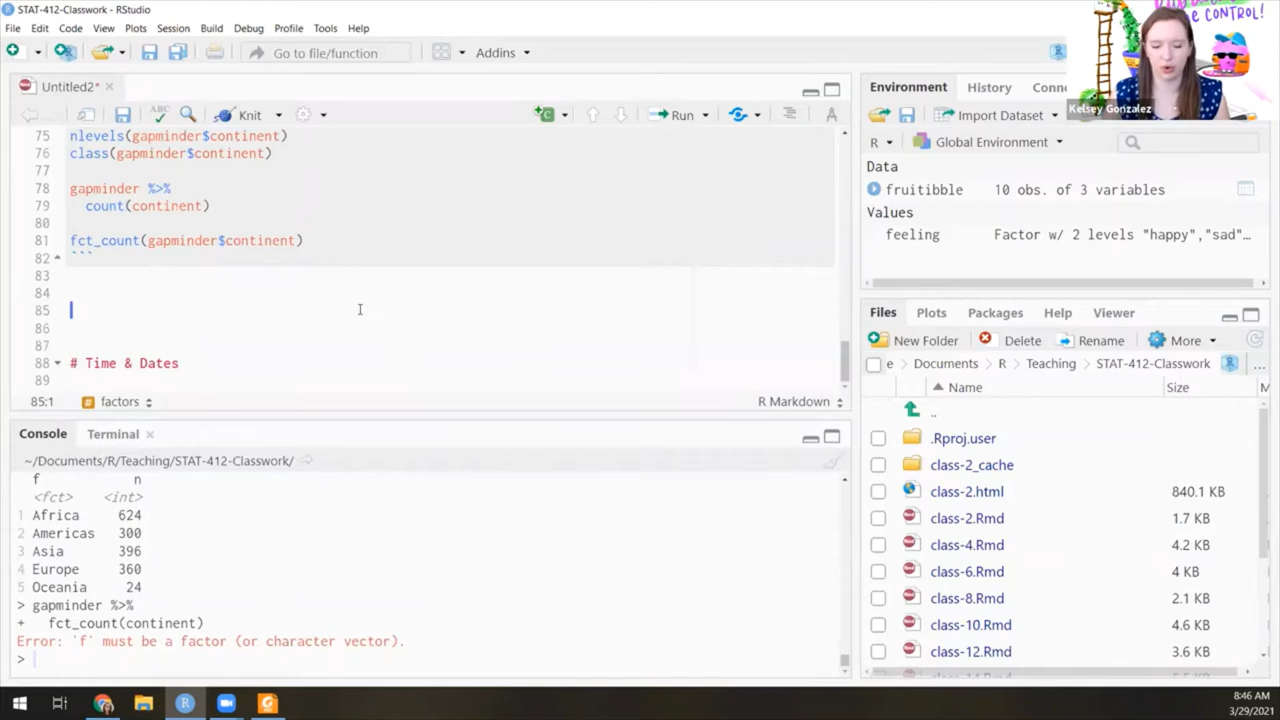 STAT-412-Classwork - RStudio
File Edit Code View Plots Session Build Debug Profile Tools Help
Go to file/function Addins
CONTROL!
Kelsey Gonzalez
Untitled2*
Knit Run
75 nlevels(gapminder$continent)
76 class(gapminder$continent)
77
78 gapminder %>%
79 count(continent)
80
81 fct_count(gapminder$continent)
82 ```
83
84
85
86
87
88 # Time & Dates
89
85:1 factors R Markdown
Console Terminal
~/Documents/R/Teaching/STAT-412-Classwork/
f n
<fct> <int>
1 Africa 624
2 Americas 300
3 Asia 396
4 Europe 360
5 Oceania 24
> gapminder %>%
+ fct_count(continent)
Error: `f` must be a factor (or character vector).
>
Environment History Conn
Import Dataset
R Global Environment
Data
fruitibble 10 obs. of 3 variables
Values
feeling Factor w/ 2 levels "happy","sad"…
Files Plots Packages Help Viewer
New Folder Delete Rename More
e > Documents > R > Teaching > STAT-412-Classwork ...
Name Size M
..
.Rproj.user
class-2_cache
class-2.html 840.1 KB
class-2.Rmd 1.7 KB
class-4.Rmd 4.2 KB
class-6.Rmd 4 KB
class-8.Rmd 2.1 KB
class-10.Rmd 4.6 KB
class-12.Rmd 3.6 KB
8:46 AM
3/29/2021